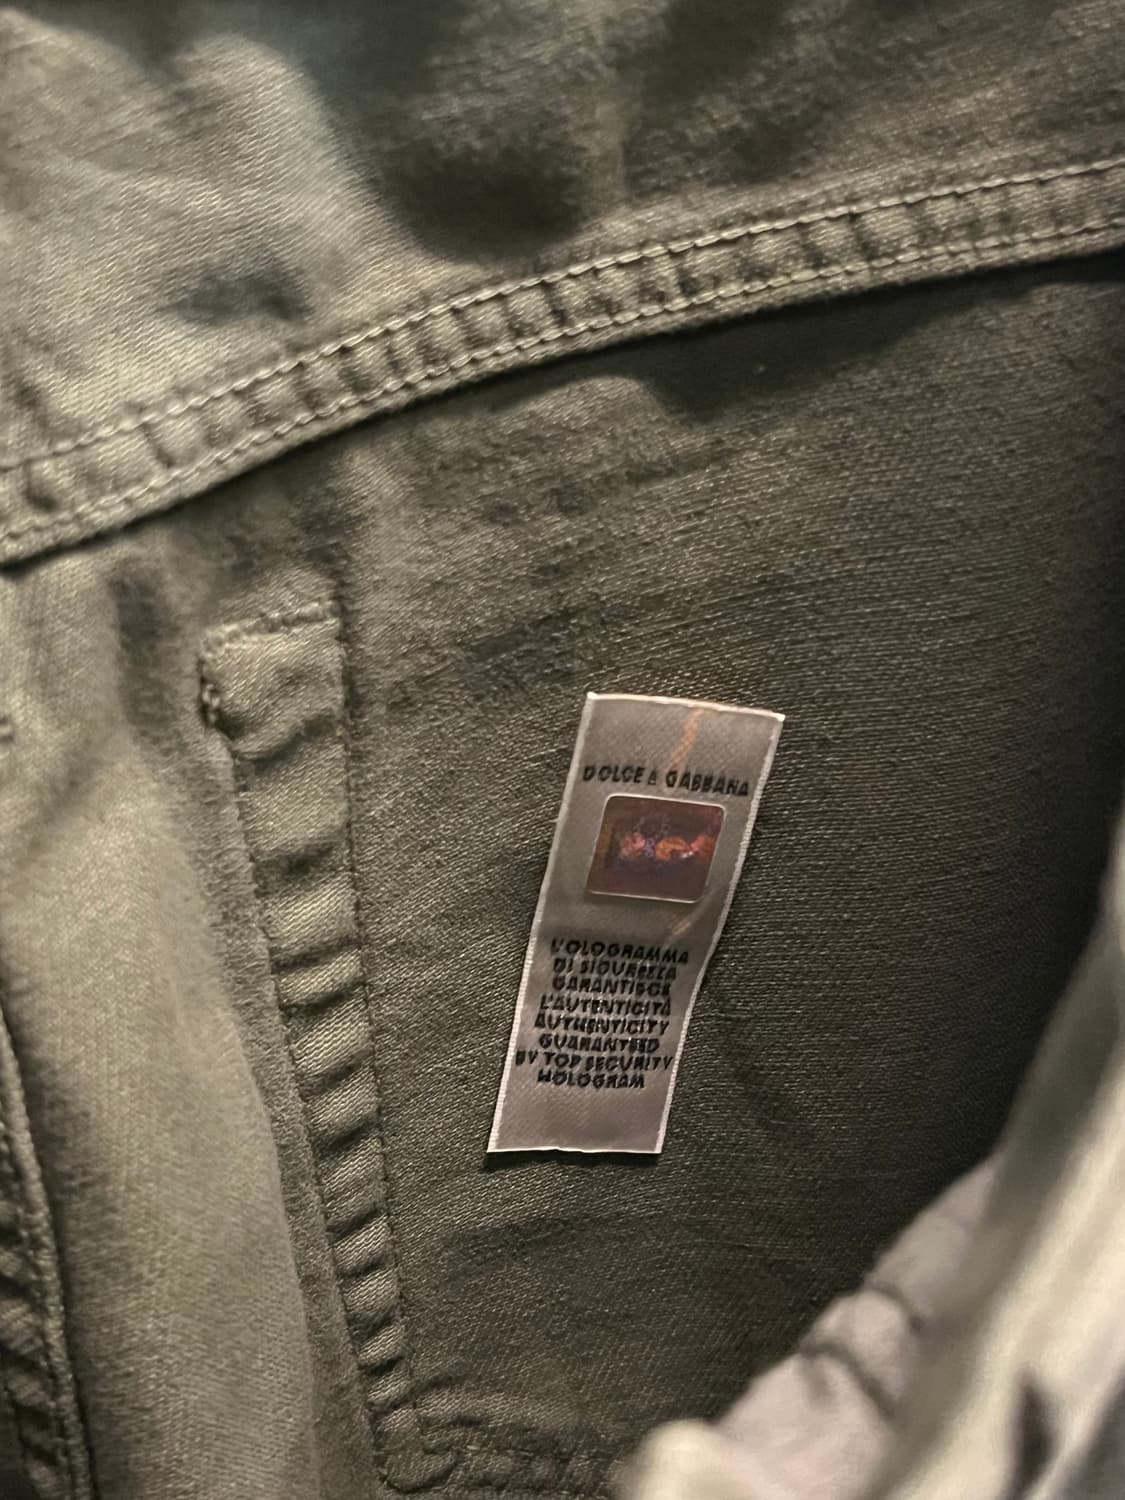 DOLCE & GABBANA
L'OLOGRAMMA
DI SICUREZZA
GARANTISCE
L'AUTENTICITÀ
AUTHENTICITY
GUARANTEED
BY TOP SECURITY
HOLOGRAM